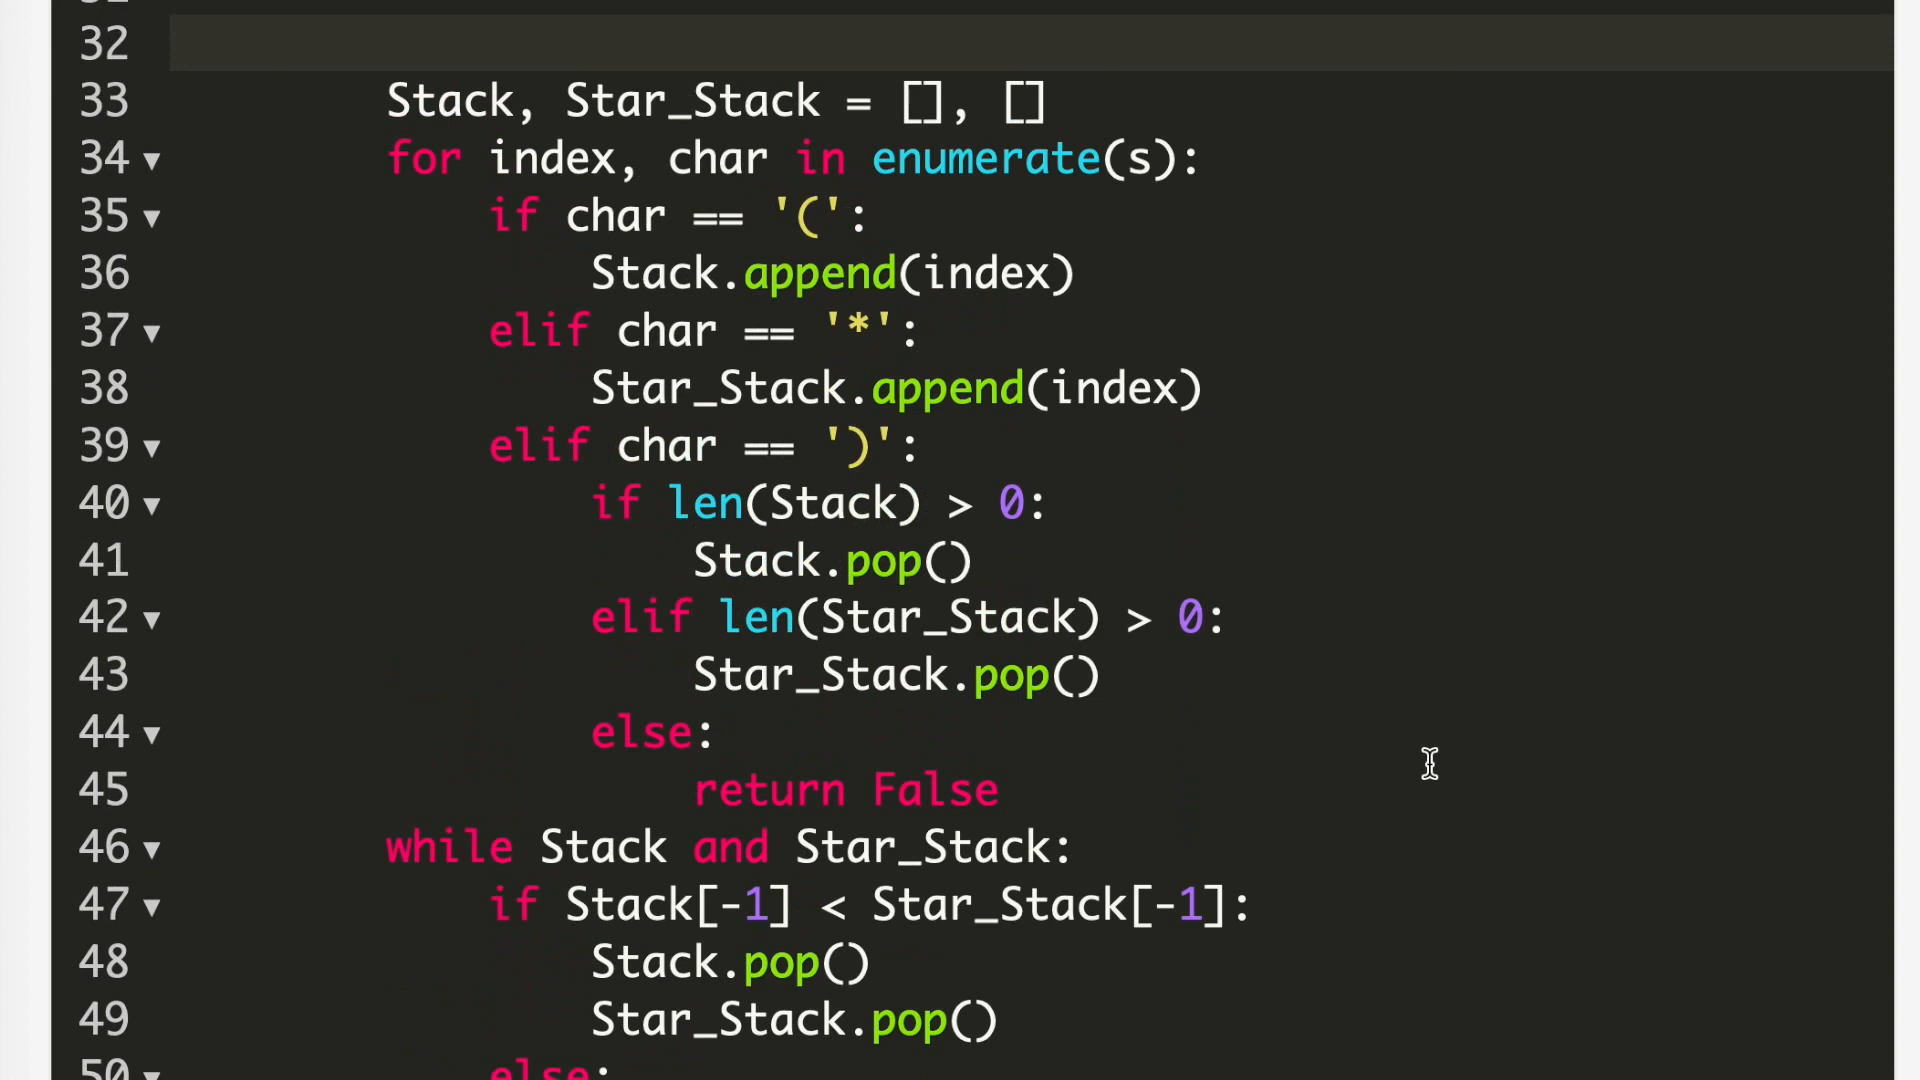 32
33 Stack, Star_Stack = [], []
34 ▼ for index, char in enumerate(s):
35 ▼ if char == '(':
36 Stack.append(index)
37 ▼ elif char == '*':
38 Star_Stack.append(index)
39 ▼ elif char == ')':
40 ▼ if len(Stack) > 0:
41 Stack.pop()
42 ▼ elif len(Star_Stack) > 0:
43 Star_Stack.pop()
44 ▼ else:
45 return False
46 ▼ while Stack and Star_Stack:
47 ▼ if Stack[-1] < Star_Stack[-1]:
48 Stack.pop()
49 Star_Stack.pop()
50 ▼ else: